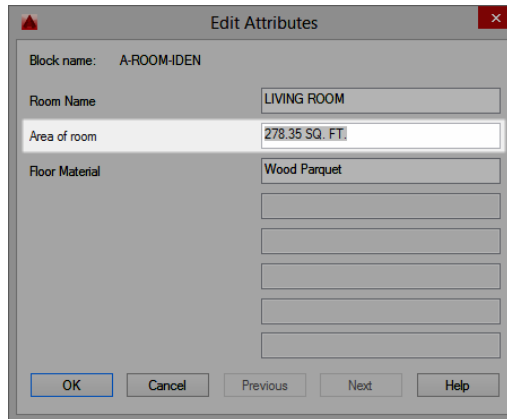 Edit Attributes
Block name: A-ROOM-IDEN
Room Name LIVING ROOM
Area of room 278.35 SQ. FT.
Floor Material Wood Parquet
OK Cancel Previous Next Help